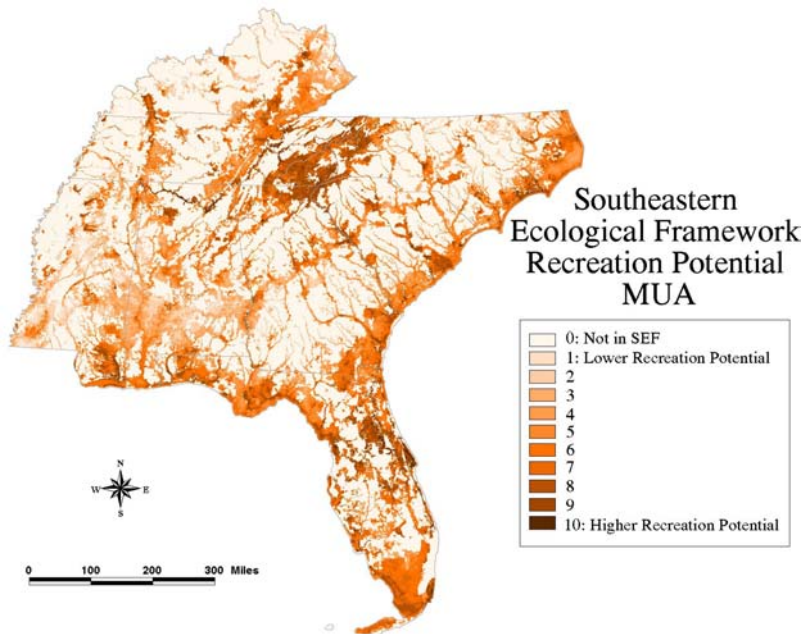 Southeastern
Ecological Framework
Recreation Potential
MUA
0: Not in SEF
1: Lower Recreation Potential
2
3
4
5
6
7
8
9
10: Higher Recreation Potential
N
W E
S
0 100 200 300 Miles